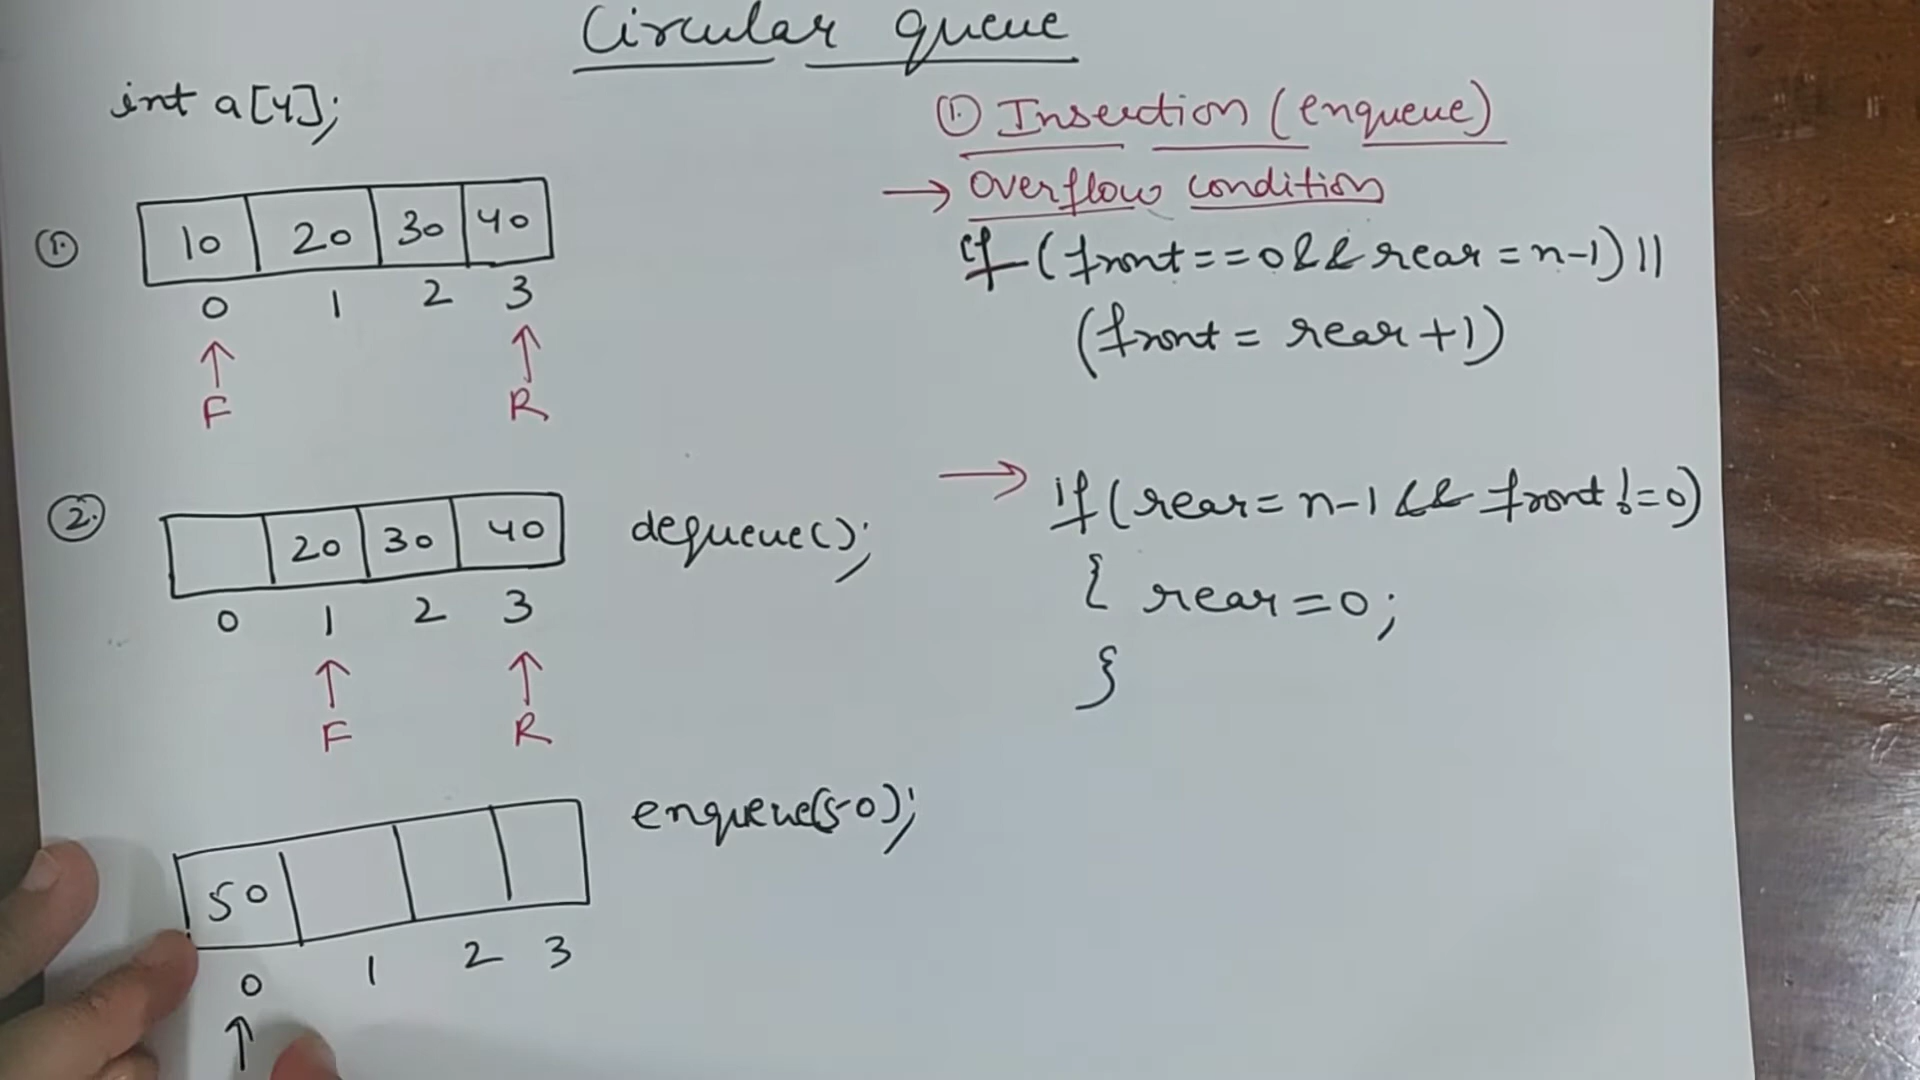 Circular queue
int a[4];
① Insertion (enqueue)
→ Overflow condition
if (front==0 && rear=n-1) ||
(front = rear+1)
①. 10 20 30 40
0 1 2 3
↑ ↑
F R
→ if (rear=n-1 && front!=0)
{ rear=0;
}
②. 20 30 40 dequeue();
0 1 2 3
↑ ↑
F R
enqueue(50);
50
0 1 2 3
↑